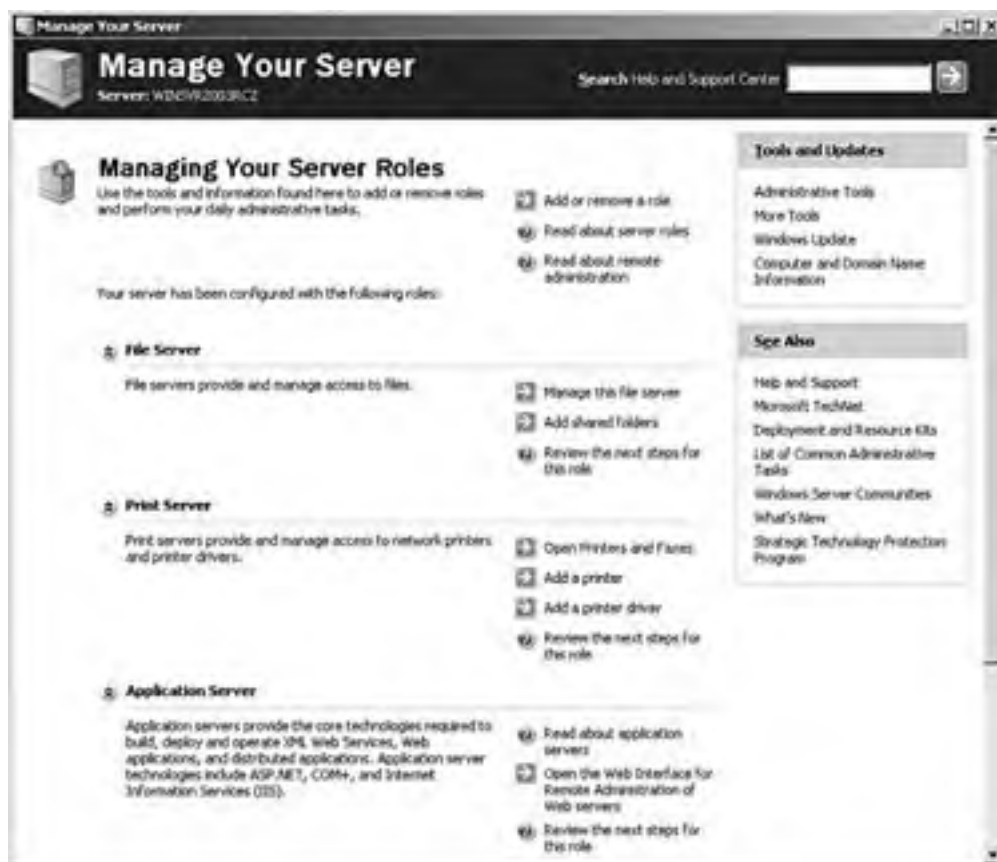 Manage Your Server
Manage Your Server
Server: WINSVR2003RC2
Search Help and Support Center
Managing Your Server Roles
Use the tools and information found here to add or remove roles
and perform your daily administrative tasks.
Add or remove a role
Read about server roles
Read about remote
administration
Your server has been configured with the following roles:
File Server
File servers provide and manage access to files.
Manage this file server
Add shared folders
Review the next steps for
this role
Print Server
Print servers provide and manage access to network printers
and printer drivers.
Open Printers and Faxes
Add a printer
Add a printer driver
Review the next steps for
this role
Application Server
Application servers provide the core technologies required to
build, deploy and operate XML Web Services, Web
applications, and distributed applications. Application server
technologies include ASP.NET, COM+, and Internet
Information Services (IIS).
Read about application
servers
Open the Web Interface for
Remote Administration of
Web servers
Review the next steps for
this role
Tools and Updates
Administrative Tools
More Tools
Windows Update
Computer and Domain Name
Information
See Also
Help and Support
Microsoft TechNet
Deployment and Resource Kits
List of Common Administrative
Tasks
Windows Server Communities
What's New
Strategic Technology Protection
Program